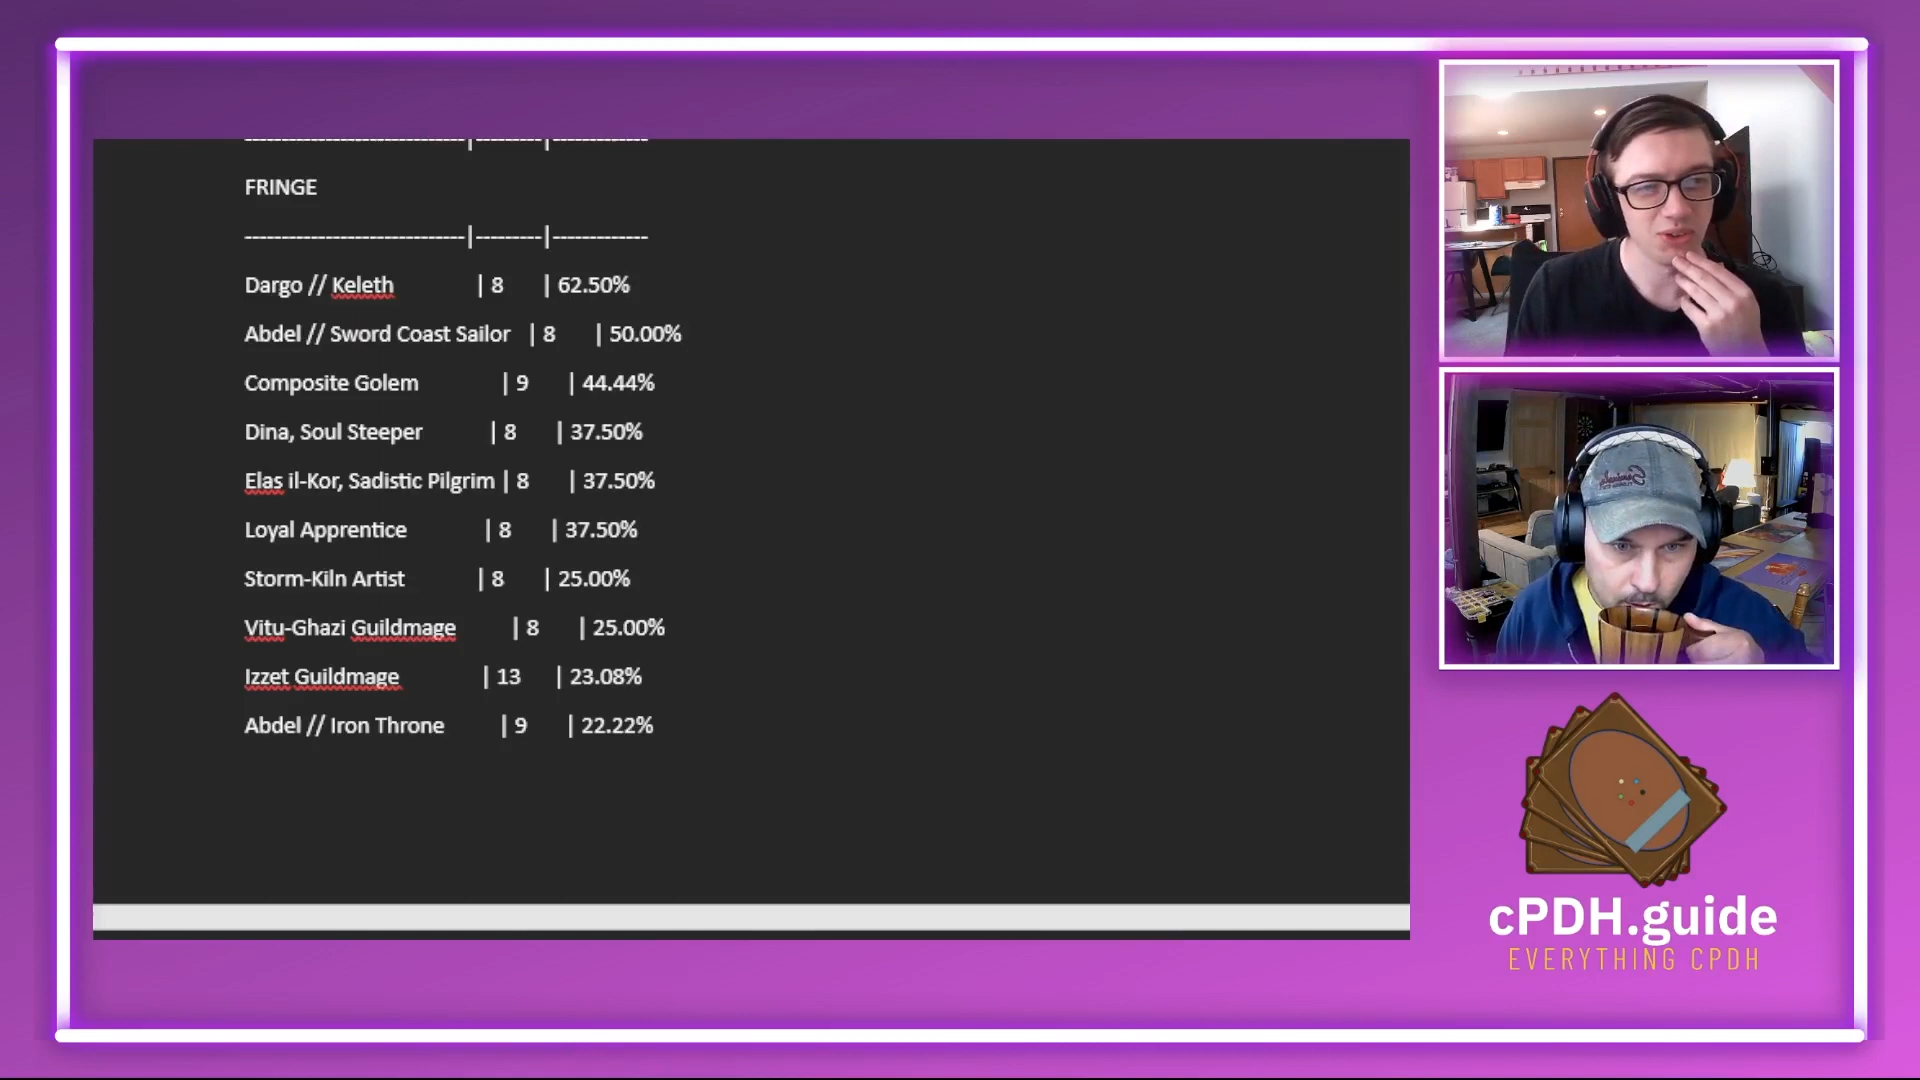 ----------------------------|---------|-------------
FRINGE
----------------------------|---------|-------------
Dargo // Keleth | 8 | 62.50%
Abdel // Sword Coast Sailor | 8 | 50.00%
Composite Golem | 9 | 44.44%
Dina, Soul Steeper | 8 | 37.50%
Elas il-Kor, Sadistic Pilgrim | 8 | 37.50%
Loyal Apprentice | 8 | 37.50%
Storm-Kiln Artist | 8 | 25.00%
Vitu-Ghazi Guildmage | 8 | 25.00%
Izzet Guildmage | 13 | 23.08%
Abdel // Iron Throne | 9 | 22.22%
cPDH.guide
EVERYTHING CPDH